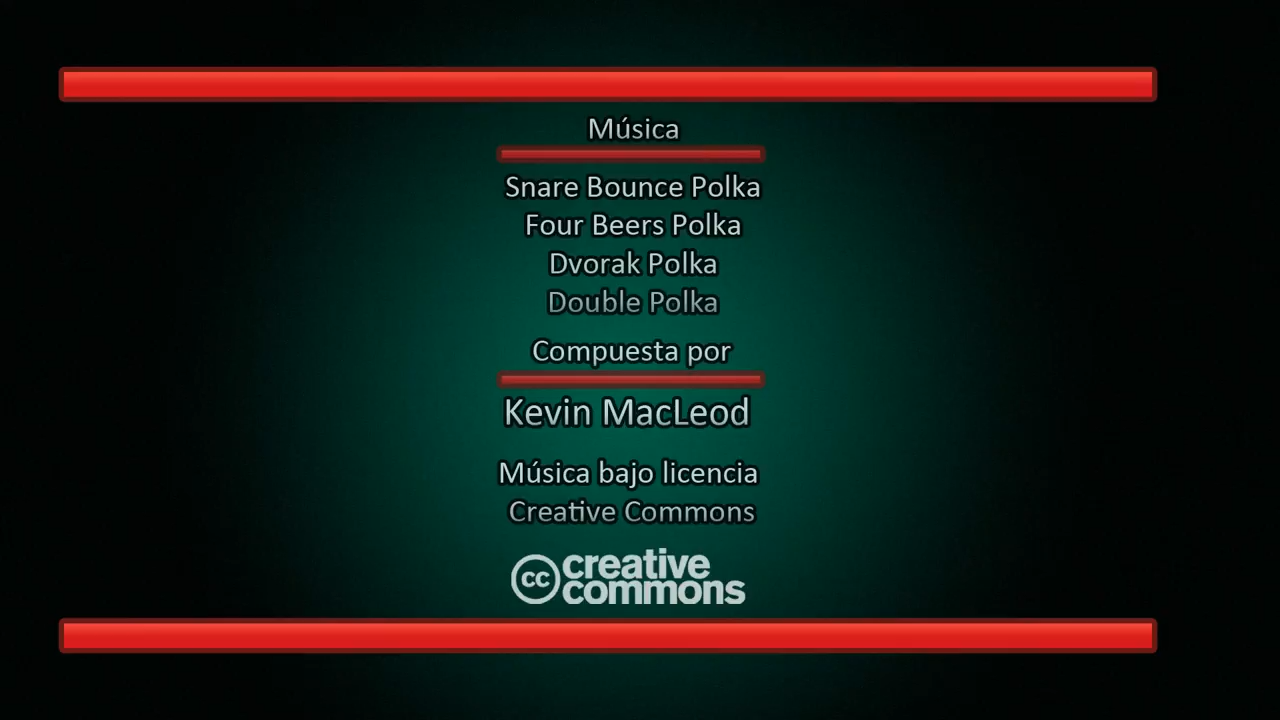 Música
Snare Bounce Polka
Four Beers Polka
Dvorak Polka
Double Polka
Compuesta por
Kevin MacLeod
Música bajo licencia
Creative Commons
cc creative
commons